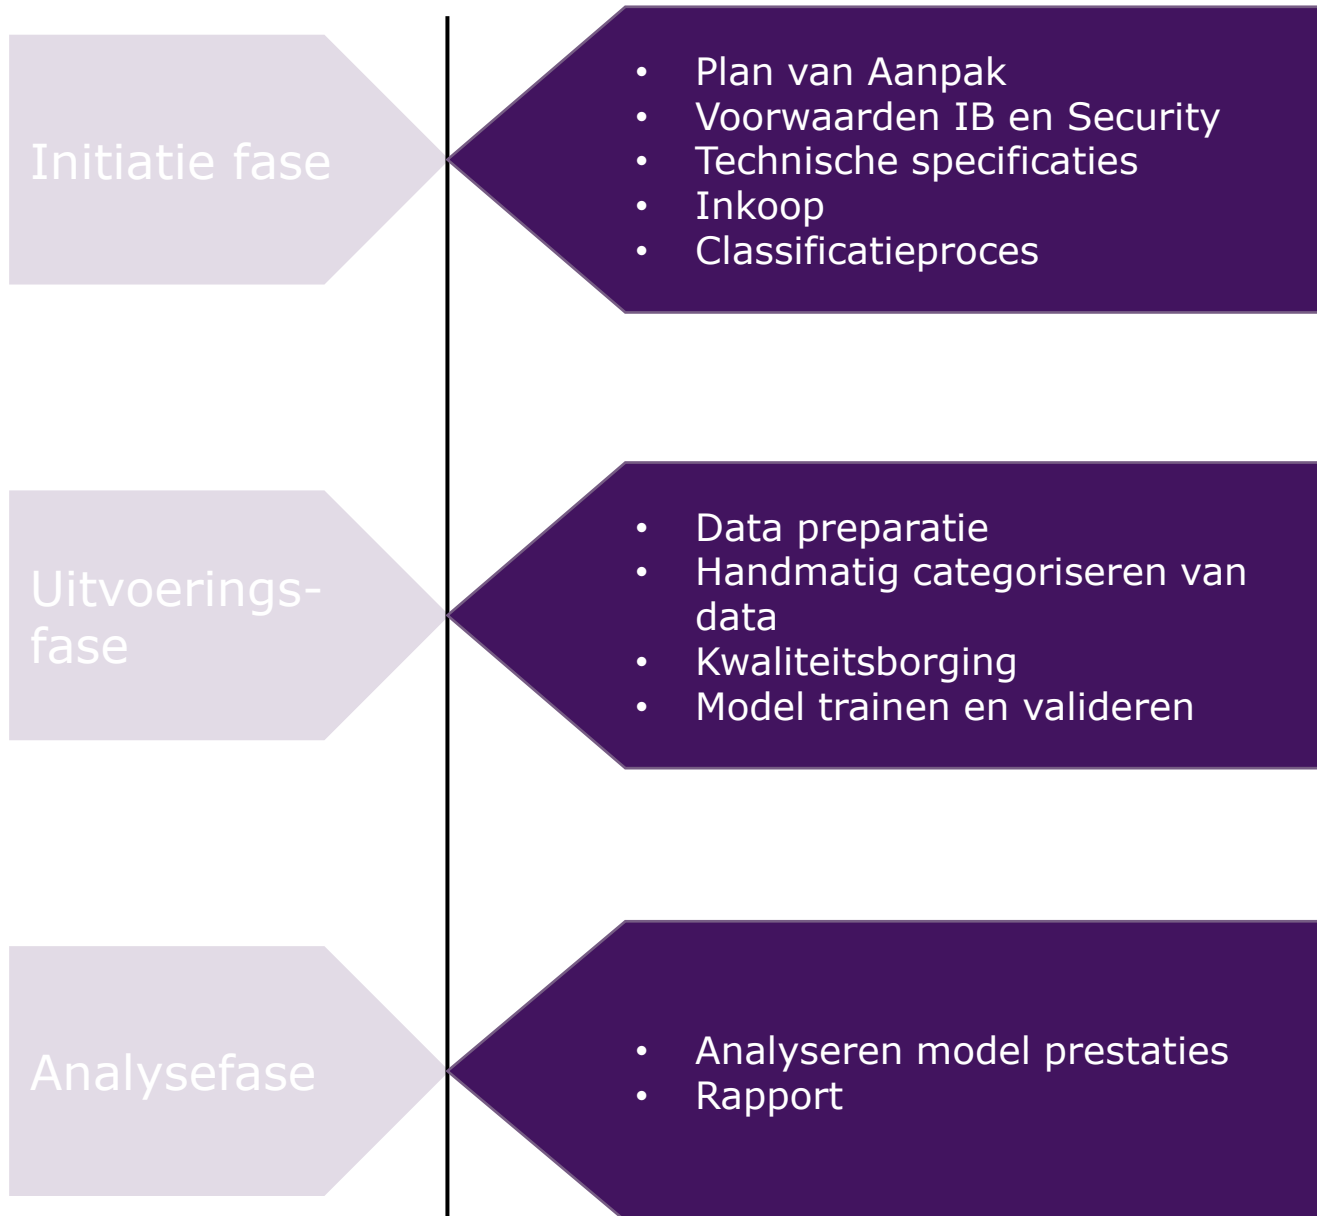 Initiatie fase
• Plan van Aanpak
• Voorwaarden IB en Security
• Technische specificaties
• Inkoop
• Classificatieproces
Uitvoerings-
fase
• Data preparatie
• Handmatig categoriseren van
data
• Kwaliteitsborging
• Model trainen en valideren
Analysefase
• Analyseren model prestaties
• Rapport